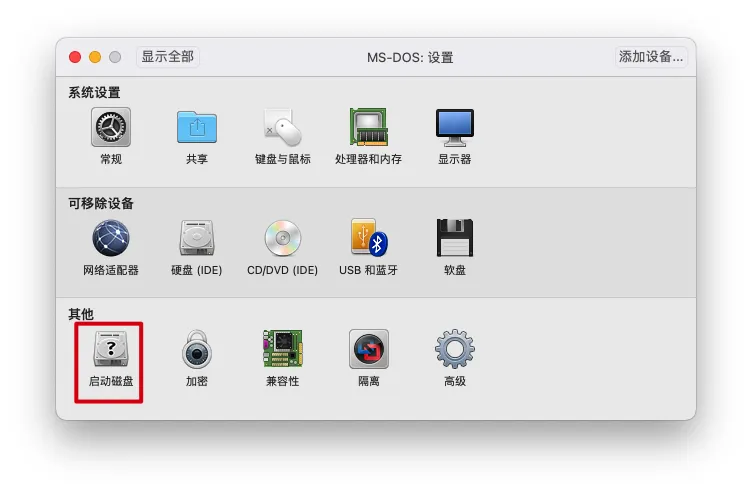 显示全部 MS-DOS: 设置 添加设备...
系统设置
常规 共享 键盘与鼠标 处理器和内存 显示器
可移除设备
网络适配器 硬盘 (IDE) CD/DVD (IDE) USB 和蓝牙 软盘
其他
?
启动磁盘 加密 兼容性 隔离 高级